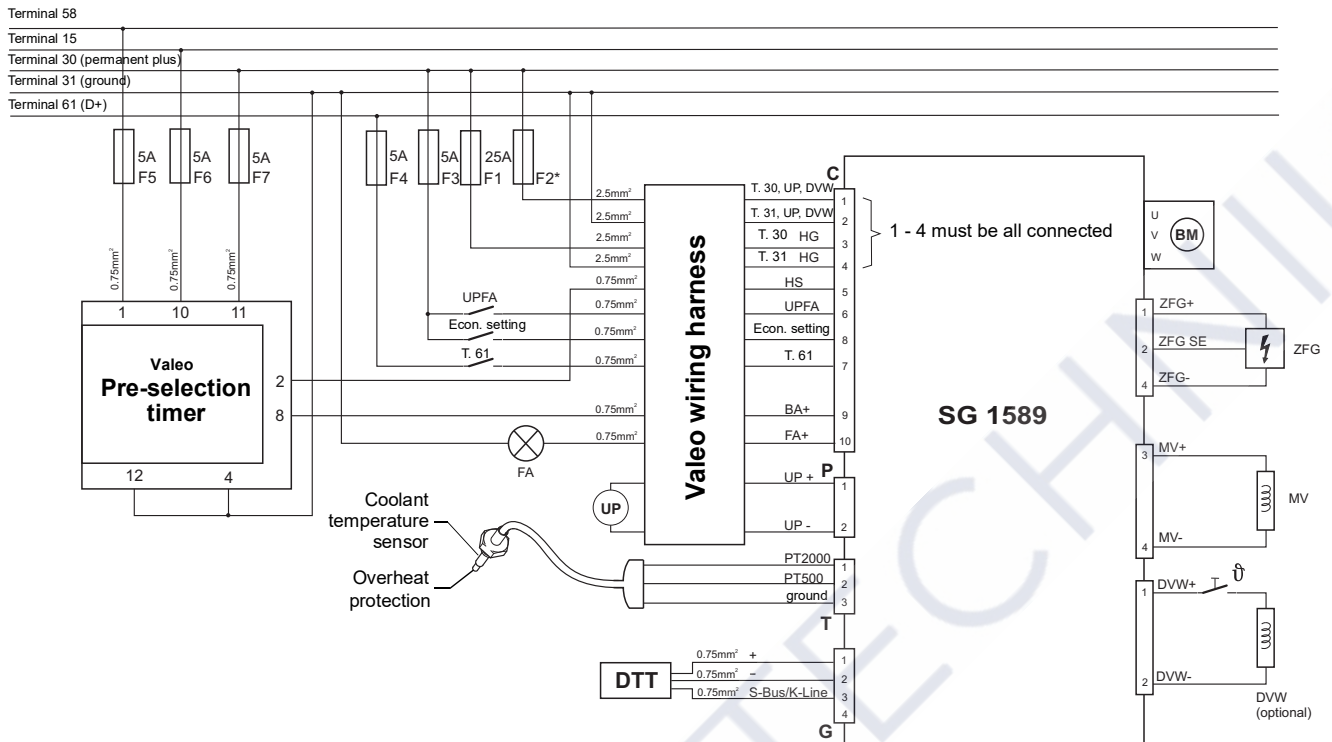 Terminal 58
Terminal 15
Terminal 30 (permanent plus)
Terminal 31 (ground)
Terminal 61 (D+)
5A
F5
5A
F6
5A
F7
5A
F4
5A
F3
25A
F1
F2*
0.75mm²
0.75mm²
0.75mm²
1
10
11
Valeo
Pre-selection
timer
2
8
12
4
2.5mm²
2.5mm²
2.5mm²
2.5mm²
0.75mm²
UPFA
0.75mm²
Econ. setting
0.75mm²
T. 61
0.75mm²
0.75mm²
0.75mm²
FA
UP
Valeo wiring harness
C
T. 30, UP, DVW
1
T. 31, UP, DVW
2
T. 30 HG
3
T. 31 HG
4
HS
5
UPFA
6
Econ. setting
8
T. 61
7
BA+
9
FA+
10
1 - 4 must be all connected
P
UP +
1
UP -
2
Coolant
temperature
sensor
Overheat
protection
PT2000
1
PT500
2
ground
3
T
DTT
0.75mm² +
1
0.75mm² −
2
0.75mm² S-Bus/K-Line
3
4
G
SG 1589
U
V
W
BM
1
ZFG+
2
ZFG SE
4
ZFG-
ZFG
3
MV+
4
MV-
MV
1
DVW+
ϑ
2
DVW-
DVW
(optional)
TECHNI